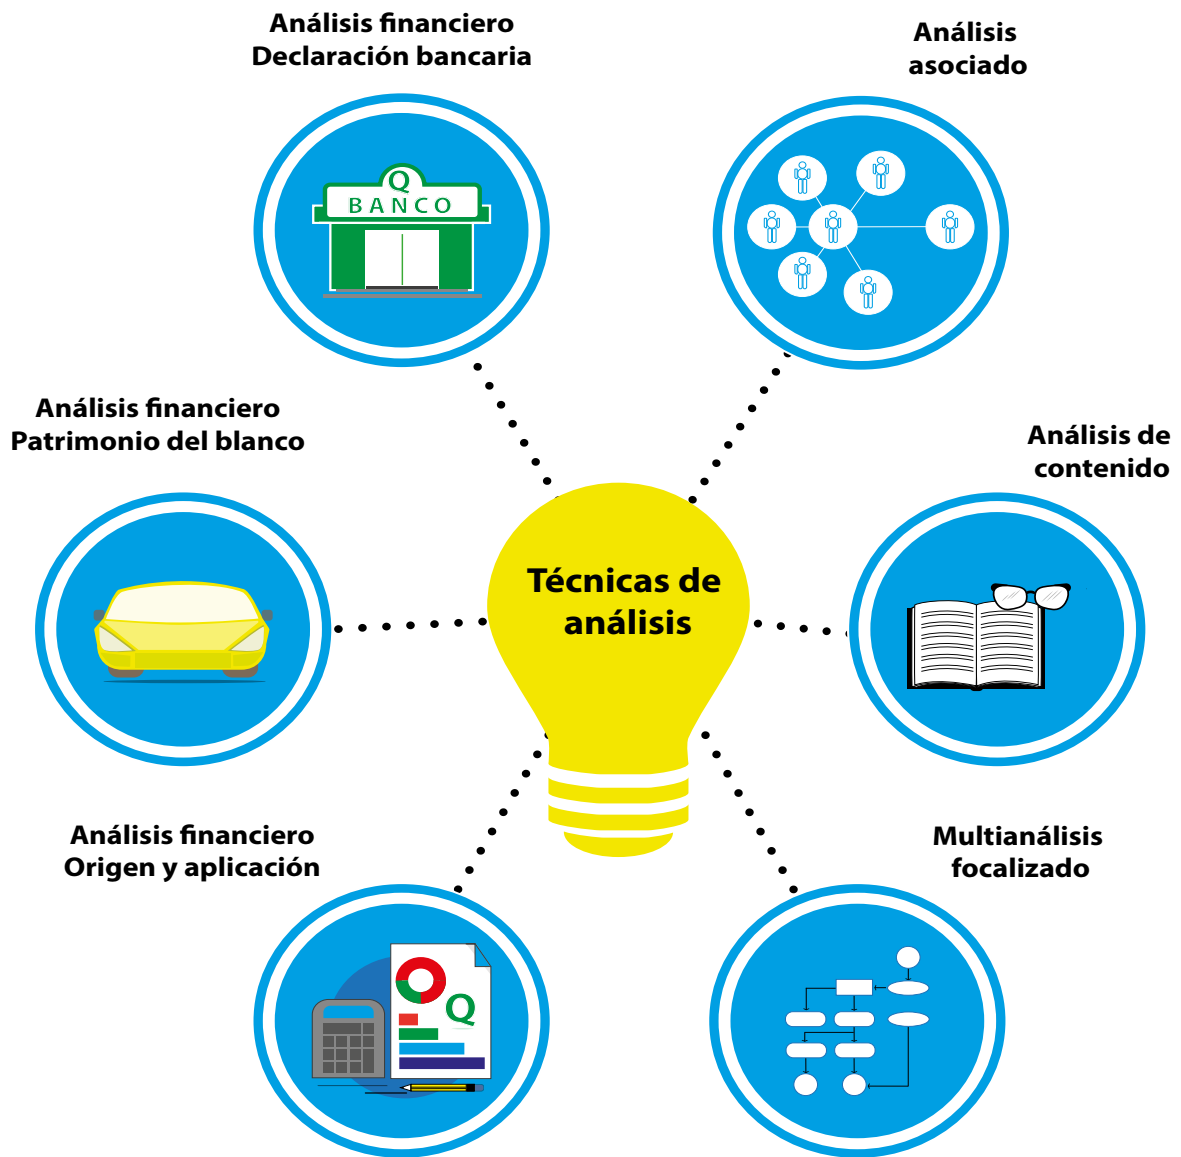 Análisis financiero
Declaración bancaria
Análisis
asociado
Q
BANCO
Análisis financiero
Patrimonio del blanco
Análisis de
contenido
Técnicas de
análisis
Análisis financiero
Origen y aplicación
Multianálisis
focalizado
Q